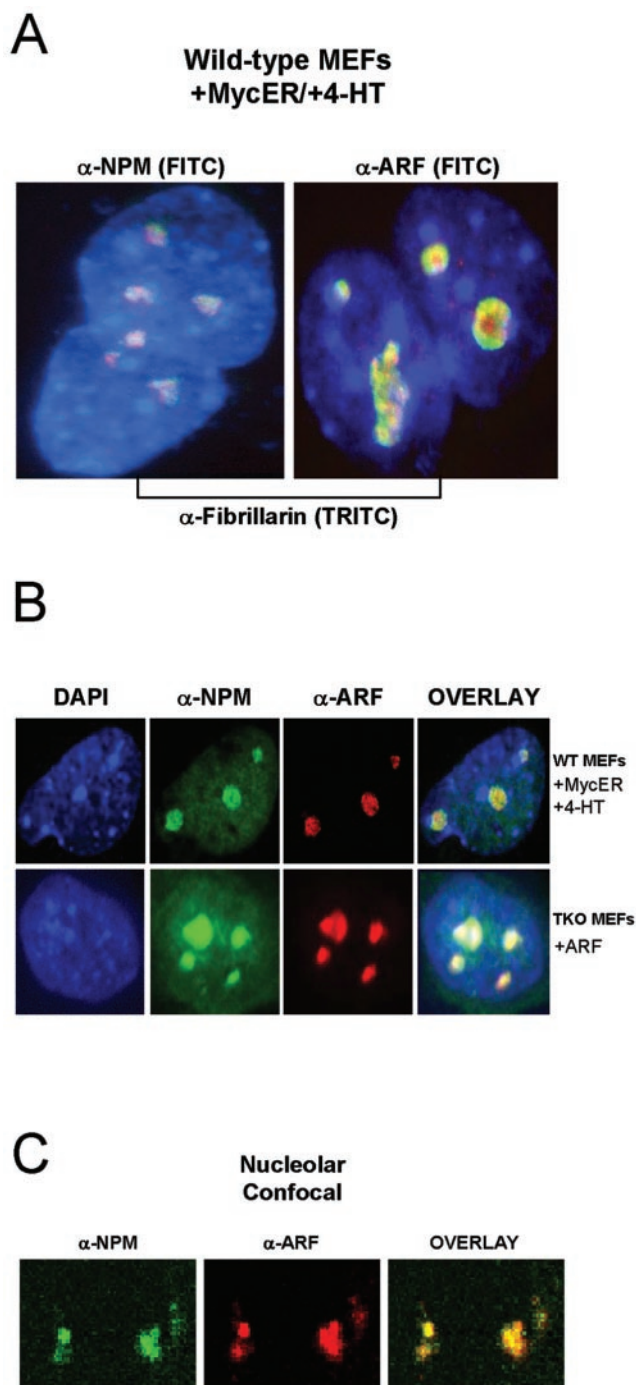 A
Wild-type MEFs
+MycER/+4-HT
α-NPM (FITC) α-ARF (FITC)
α-Fibrillarin (TRITC)
B
DAPI α-NPM α-ARF OVERLAY
WT MEFs
+MycER
+4-HT
TKO MEFs
+ARF
C
Nucleolar
Confocal
α-NPM α-ARF OVERLAY